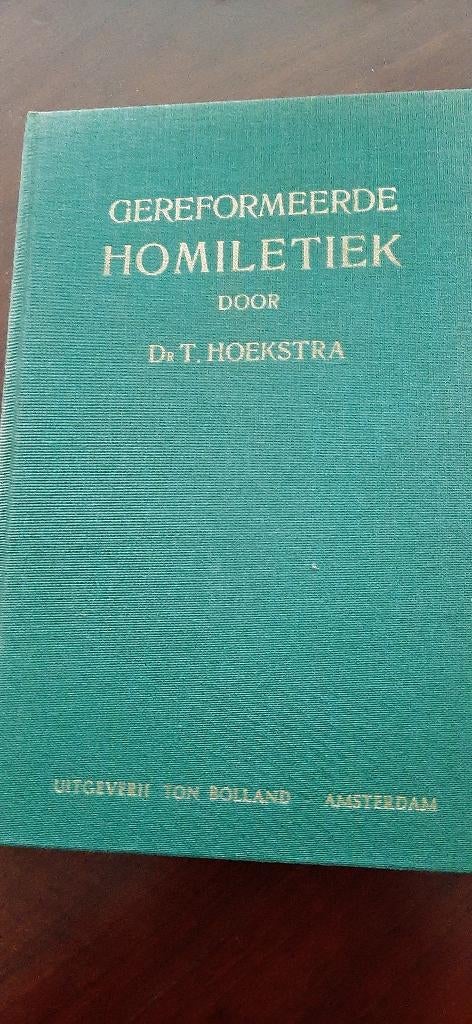 GEREFORMEERDE
HOMILETIEK
DOOR
DR T. HOEKSTRA
UITGEVERIJ TON BOLLAND - AMSTERDAM